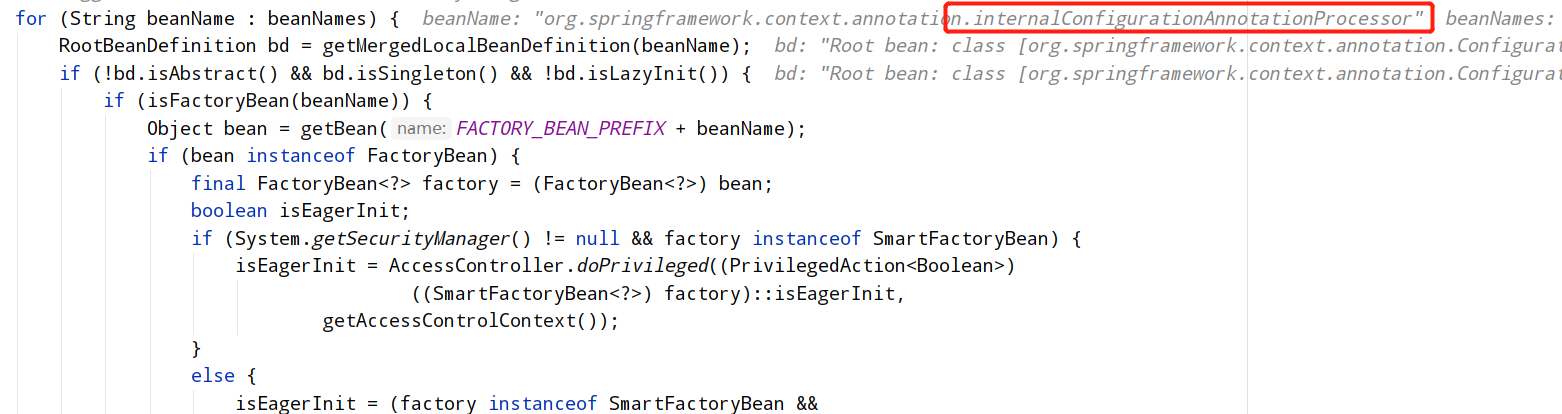 for (String beanName : beanNames) { beanName: "org.springframework.context.annotation.internalConfigurationAnnotationProcessor" beanNames:
RootBeanDefinition bd = getMergedLocalBeanDefinition(beanName); bd: "Root bean: class [org.springframework.context.annotation.Configurat
if (!bd.isAbstract() && bd.isSingleton() && !bd.isLazyInit()) { bd: "Root bean: class [org.springframework.context.annotation.Configurat
if (isFactoryBean(beanName)) {
Object bean = getBean( name: FACTORY_BEAN_PREFIX + beanName);
if (bean instanceof FactoryBean) {
final FactoryBean<?> factory = (FactoryBean<?>) bean;
boolean isEagerInit;
if (System.getSecurityManager() != null && factory instanceof SmartFactoryBean) {
isEagerInit = AccessController.doPrivileged((PrivilegedAction<Boolean>)
((SmartFactoryBean<?>) factory)::isEagerInit,
getAccessControlContext());
}
else {
isEagerInit = (factory instanceof SmartFactoryBean &&